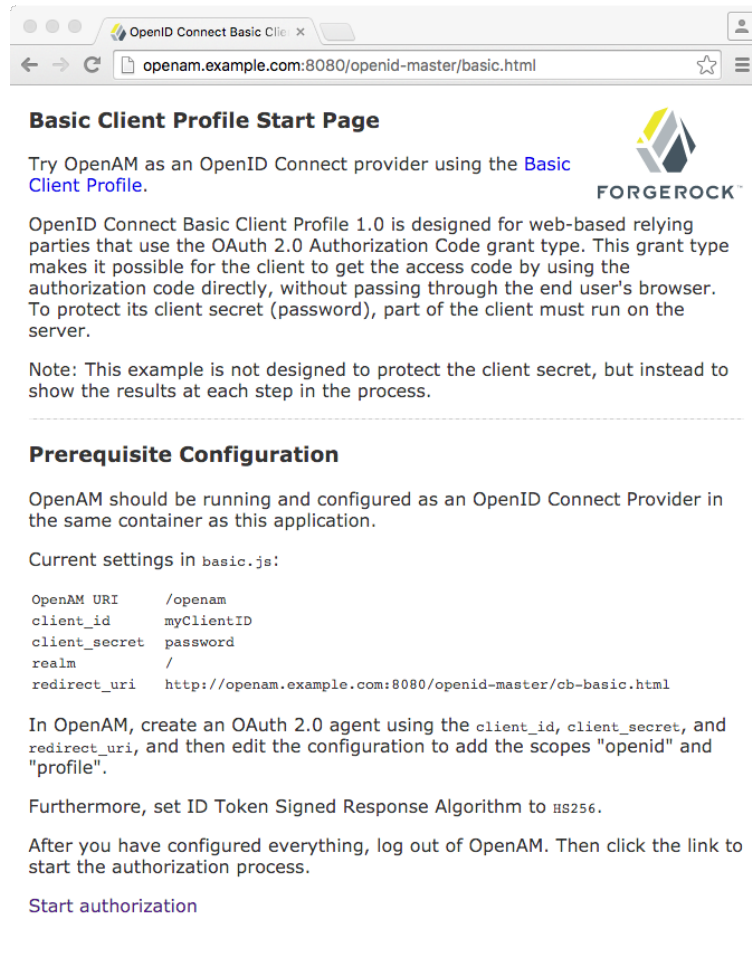 OpenID Connect Basic Clie
openam.example.com:8080/openid-master/basic.html
Basic Client Profile Start Page
Try OpenAM as an OpenID Connect provider using the Basic
Client Profile.
FORGEROCK™
OpenID Connect Basic Client Profile 1.0 is designed for web-based relying
parties that use the OAuth 2.0 Authorization Code grant type. This grant type
makes it possible for the client to get the access code by using the
authorization code directly, without passing through the end user's browser.
To protect its client secret (password), part of the client must run on the
server.
Note: This example is not designed to protect the client secret, but instead to
show the results at each step in the process.
Prerequisite Configuration
OpenAM should be running and configured as an OpenID Connect Provider in
the same container as this application.
Current settings in basic.js:
OpenAM URI /openam
client_id myClientID
client_secret password
realm /
redirect_uri http://openam.example.com:8080/openid-master/cb-basic.html
In OpenAM, create an OAuth 2.0 agent using the client_id, client_secret, and
redirect_uri, and then edit the configuration to add the scopes "openid" and
"profile".
Furthermore, set ID Token Signed Response Algorithm to HS256.
After you have configured everything, log out of OpenAM. Then click the link to
start the authorization process.
Start authorization